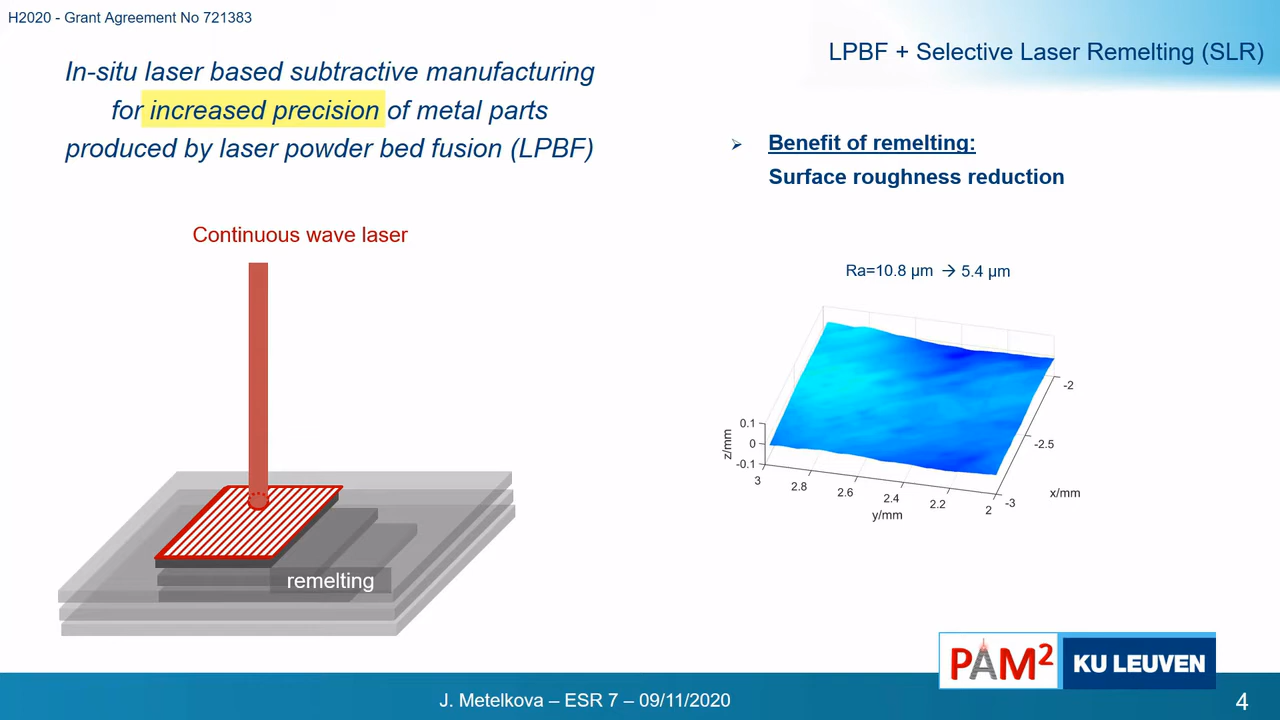 H2020 - Grant Agreement No 721383
LPBF + Selective Laser Remelting (SLR)
In-situ laser based subtractive manufacturing
for increased precision of metal parts
produced by laser powder bed fusion (LPBF)
➢ Benefit of remelting:
Surface roughness reduction
Continuous wave laser
remelting
Ra=10.8 µm → 5.4 µm
z/mm
0.1
0
-0.1
3
2.8
2.6
2.4
2.2
2
y/mm
-3
-2.5
-2
x/mm
PAM²
KU LEUVEN
J. Metelkova – ESR 7 – 09/11/2020
4